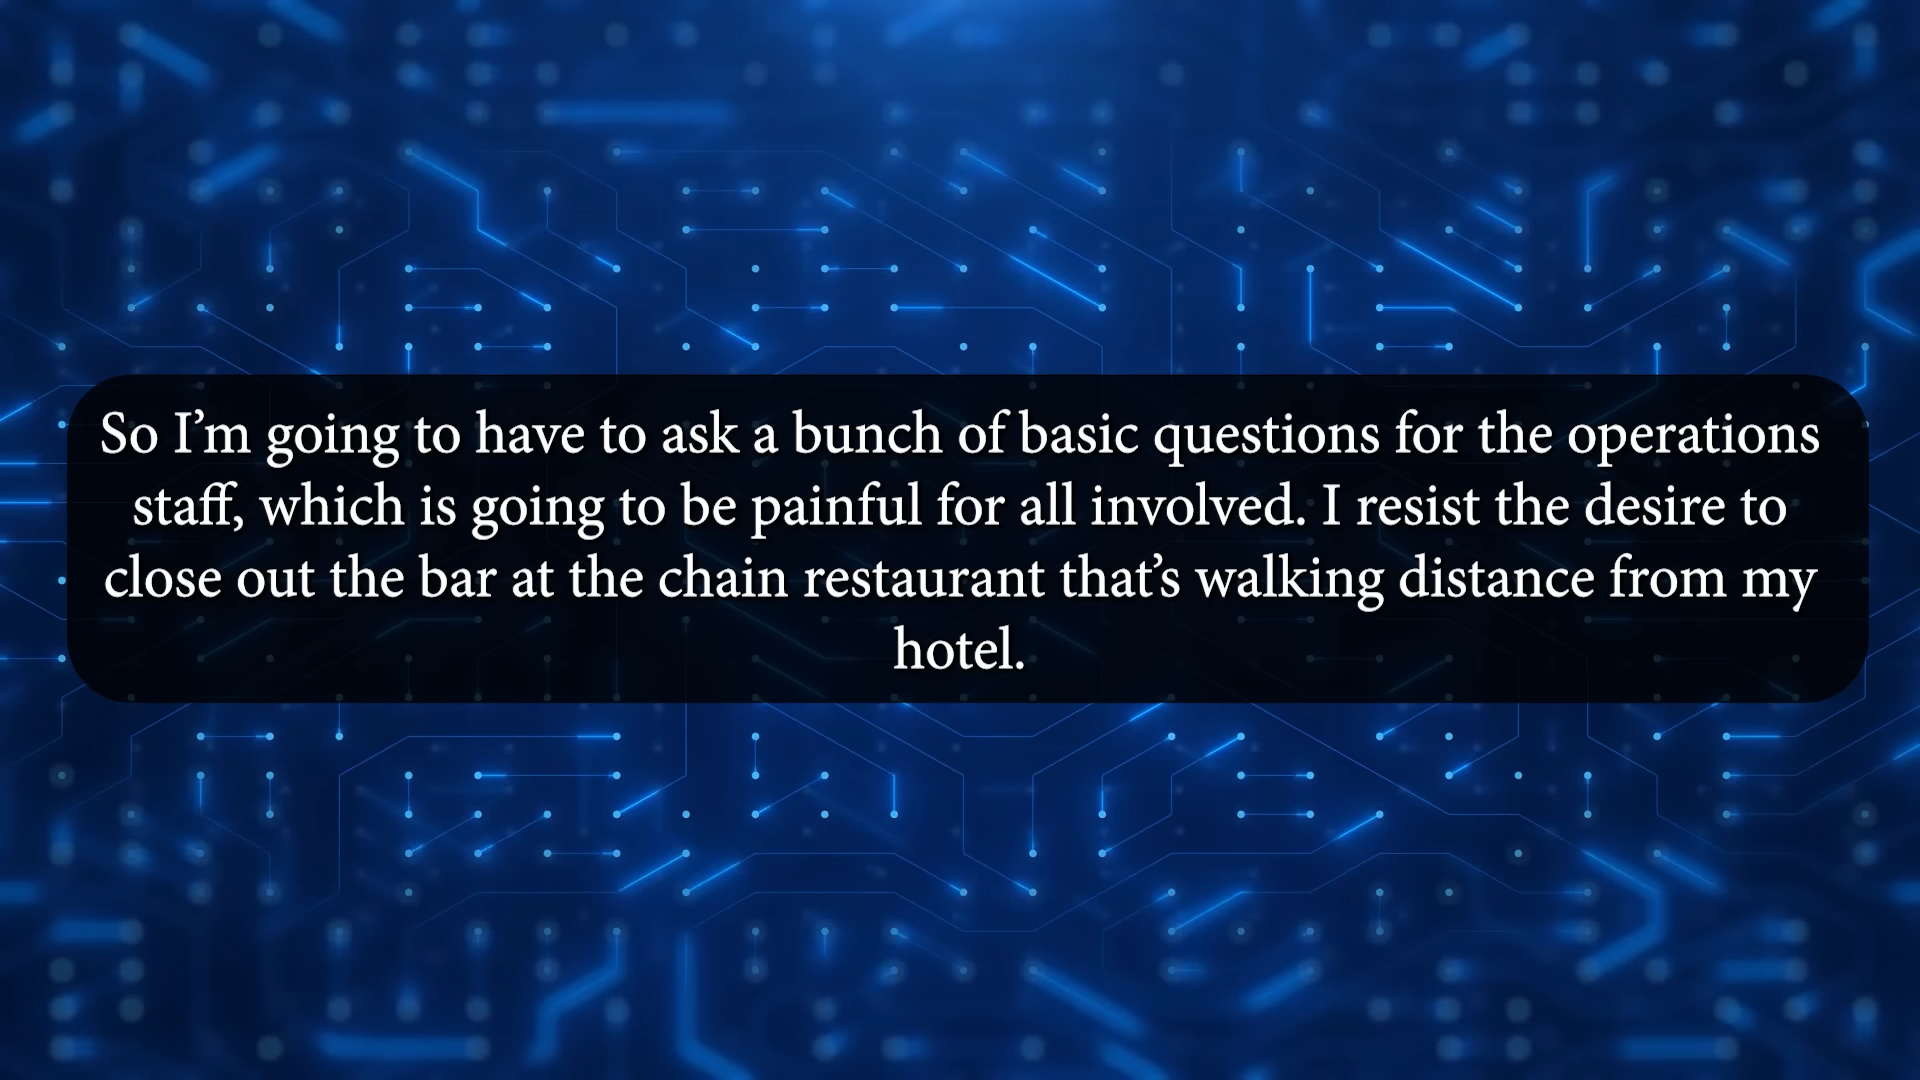 So I’m going to have to ask a bunch of basic questions for the operations
staff, which is going to be painful for all involved. I resist the desire to
close out the bar at the chain restaurant that’s walking distance from my
hotel.